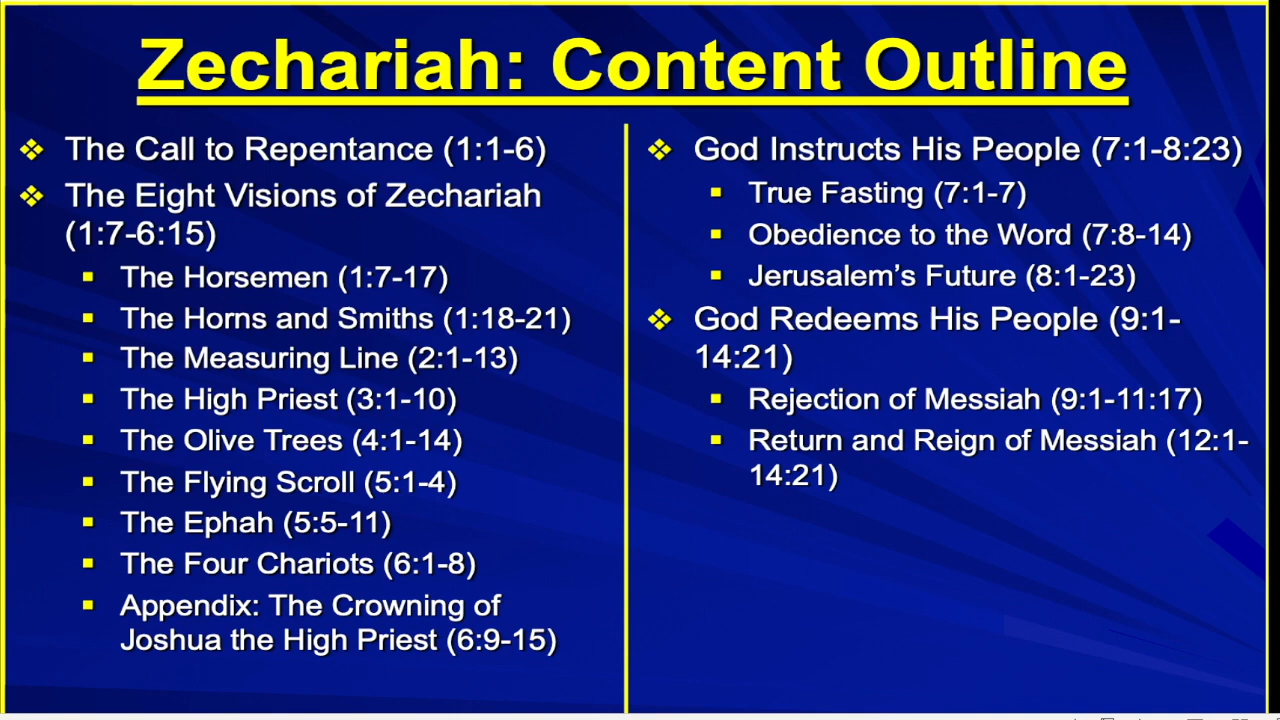 Zechariah: Content Outline
The Call to Repentance (1:1-6)
The Eight Visions of Zechariah
(1:7-6:15)
The Horsemen (1:7-17)
The Horns and Smiths (1:18-21)
The Measuring Line (2:1-13)
The High Priest (3:1-10)
The Olive Trees (4:1-14)
The Flying Scroll (5:1-4)
The Ephah (5:5-11)
The Four Chariots (6:1-8)
Appendix: The Crowning of
Joshua the High Priest (6:9-15)
God Instructs His People (7:1-8:23)
True Fasting (7:1-7)
Obedience to the Word (7:8-14)
Jerusalem’s Future (8:1-23)
God Redeems His People (9:1-
14:21)
Rejection of Messiah (9:1-11:17)
Return and Reign of Messiah (12:1-
14:21)